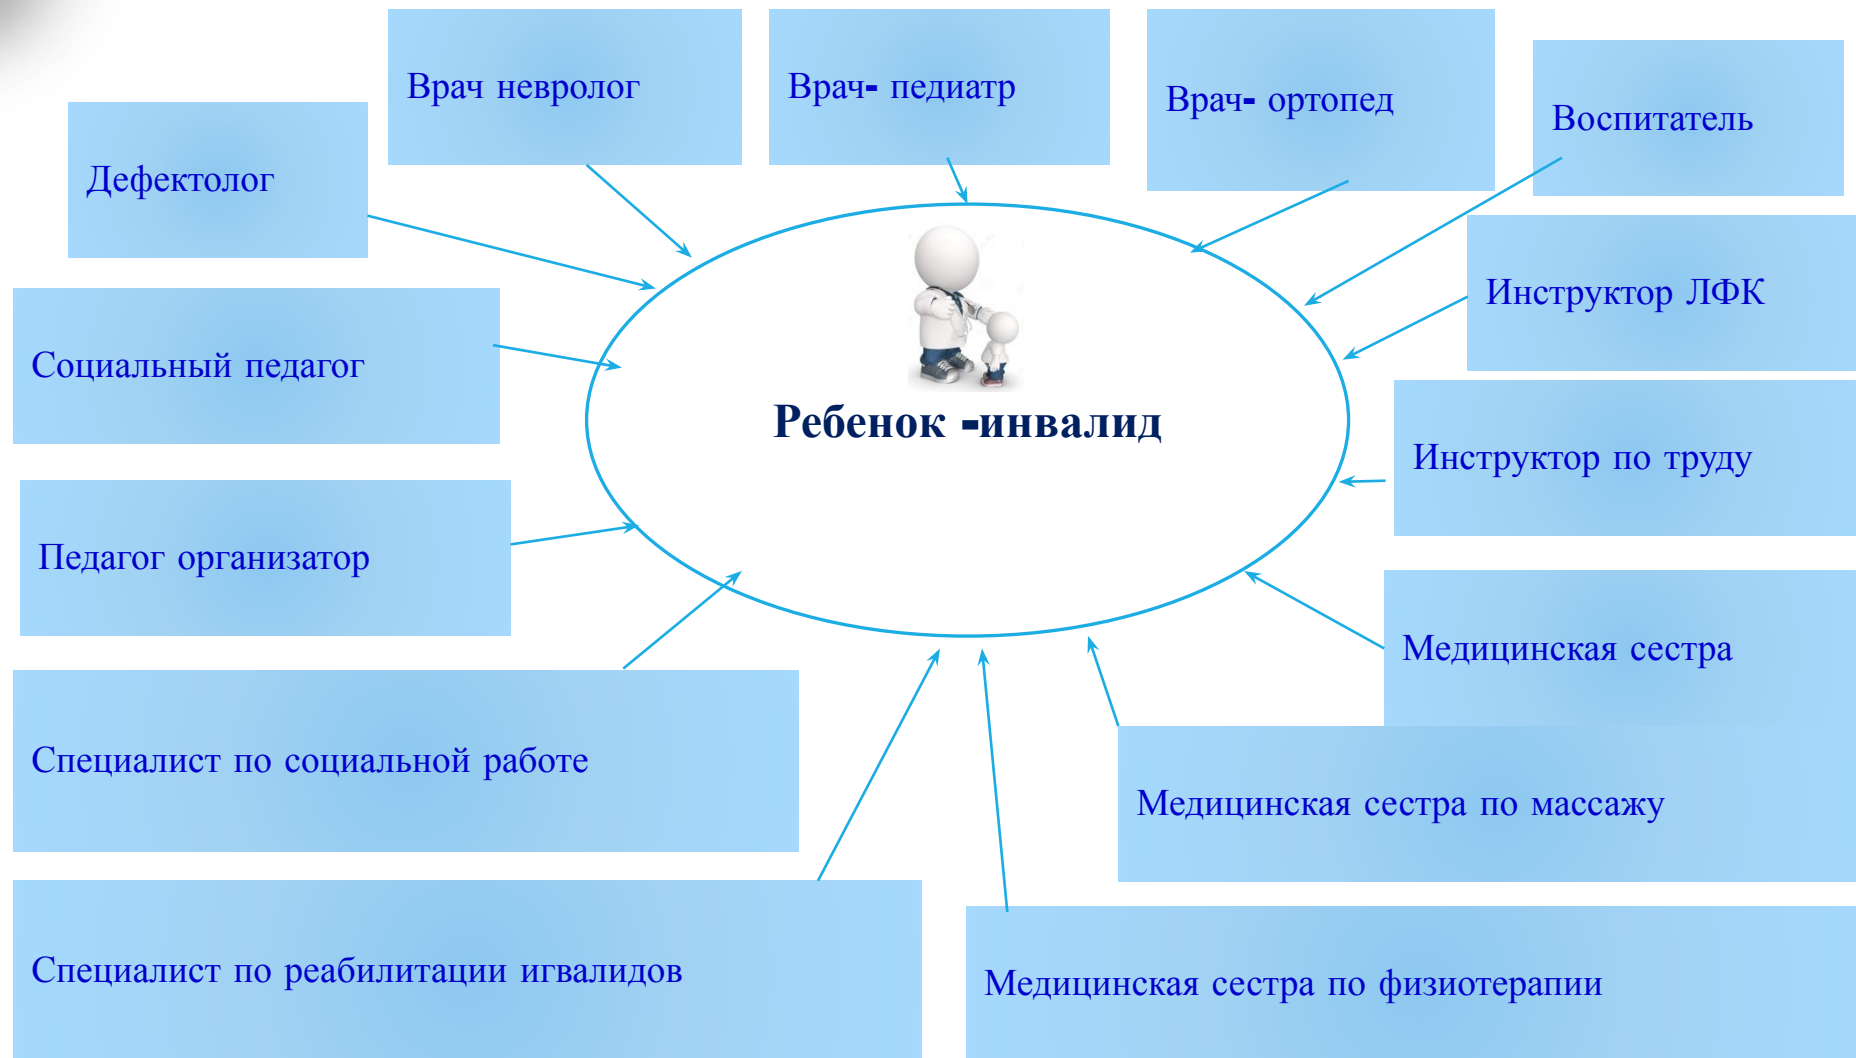 Врач невролог
Врач- педиатр
Врач- ортопед
Воспитатель
Дефектолог
Инструктор ЛФК
Социальный педагог
Ребенок -инвалид
Инструктор по труду
Педагог организатор
Медицинская сестра
Специалист по социальной работе
Медицинская сестра по массажу
Специалист по реабилитации игвалидов
Медицинская сестра по физиотерапии